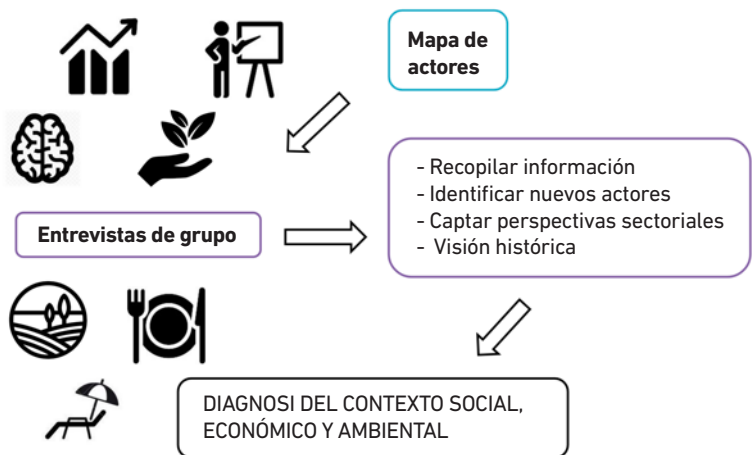 Mapa de
actores
- Recopilar información
- Identificar nuevos actores
- Captar perspectivas sectoriales
- Visión histórica
Entrevistas de grupo
DIAGNOSI DEL CONTEXTO SOCIAL,
ECONÓMICO Y AMBIENTAL